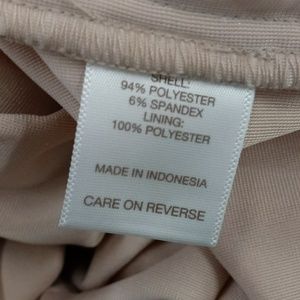 SHELL:
94% POLYESTER
6% SPANDEX
LINING:
100% POLYESTER
MADE IN INDONESIA
CARE ON REVERSE